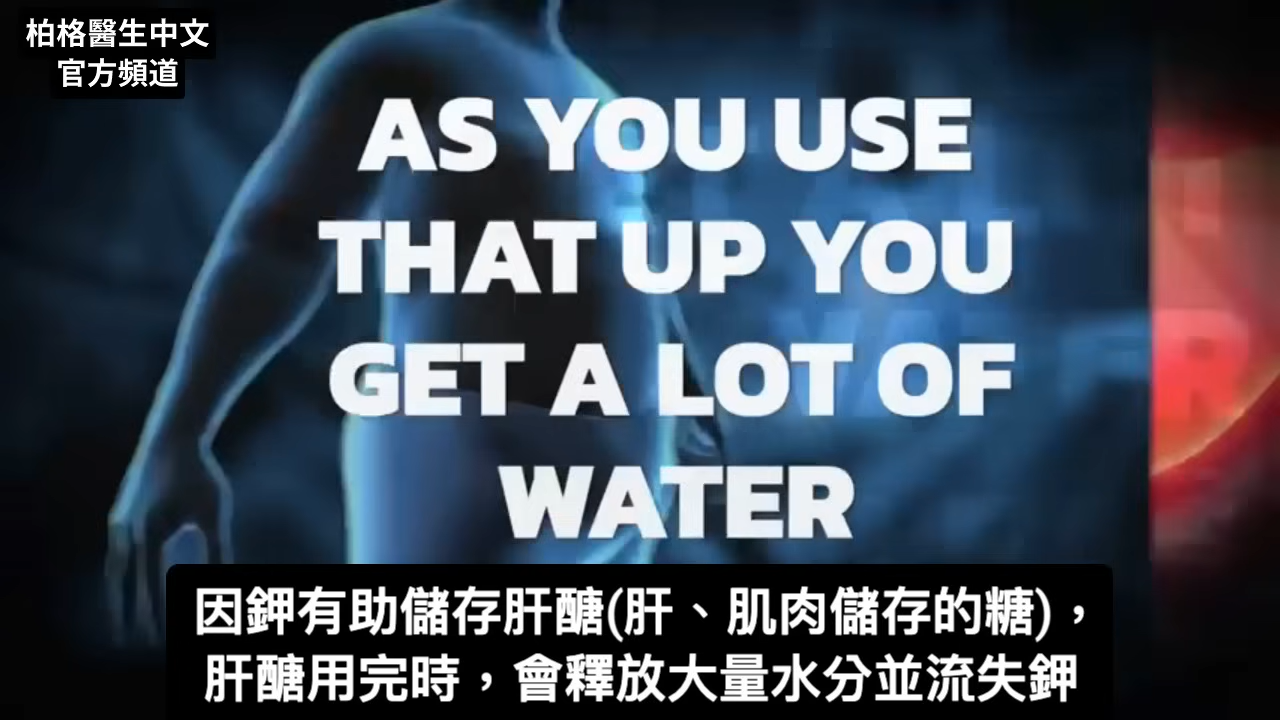 柏格醫生中文
官方頻道
AS YOU USE
THAT UP YOU
GET A LOT OF
WATER
因鉀有助儲存肝醣(肝、肌肉儲存的糖)，
肝醣用完時，會釋放大量水分並流失鉀